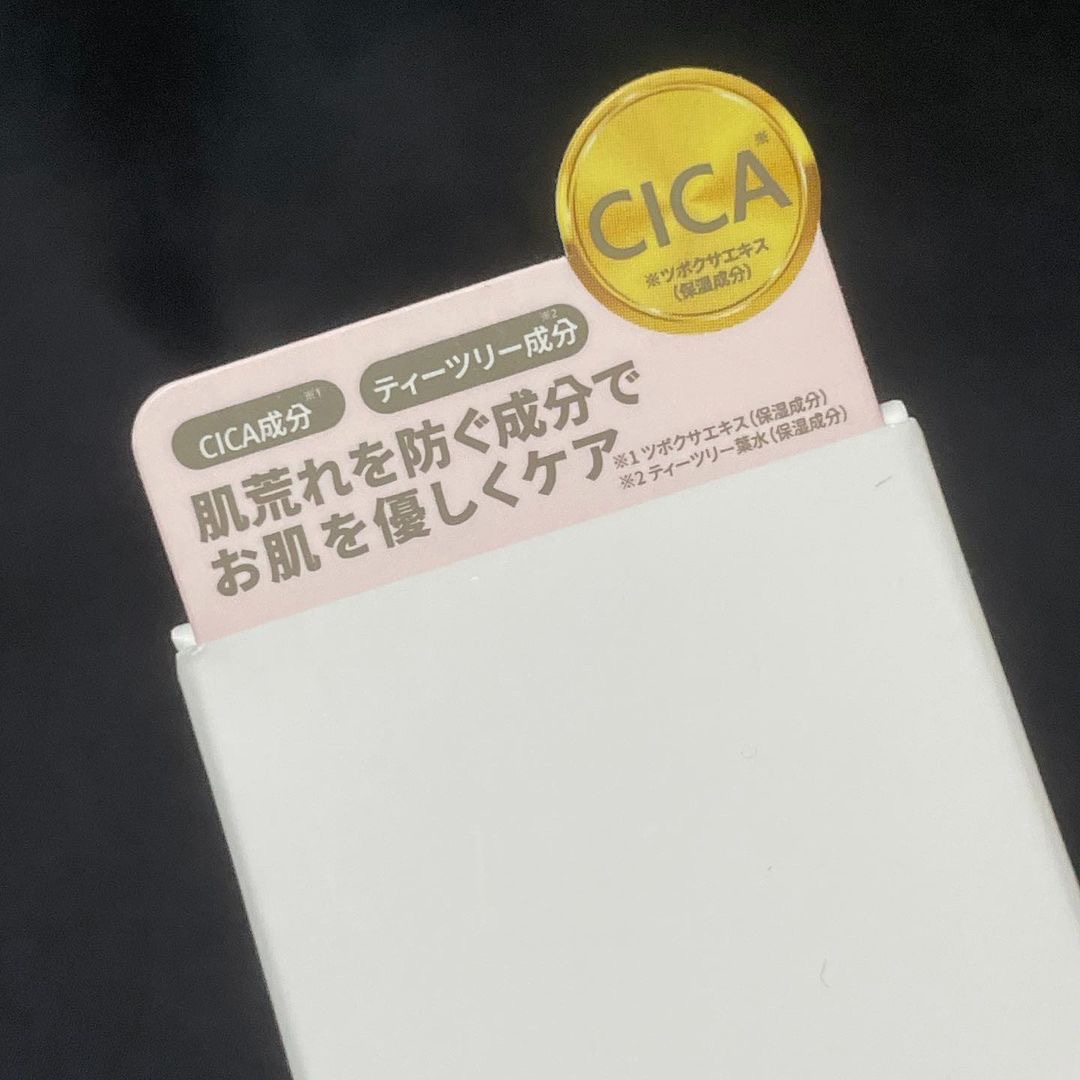 CICA※
※ツボクサエキス
(保湿成分)
CICA成分※1
ティーツリー成分※2
肌荒れを防ぐ成分で
お肌を優しくケア
※1 ツボクサエキス(保湿成分)
※2 ティーツリー葉水(保湿成分)